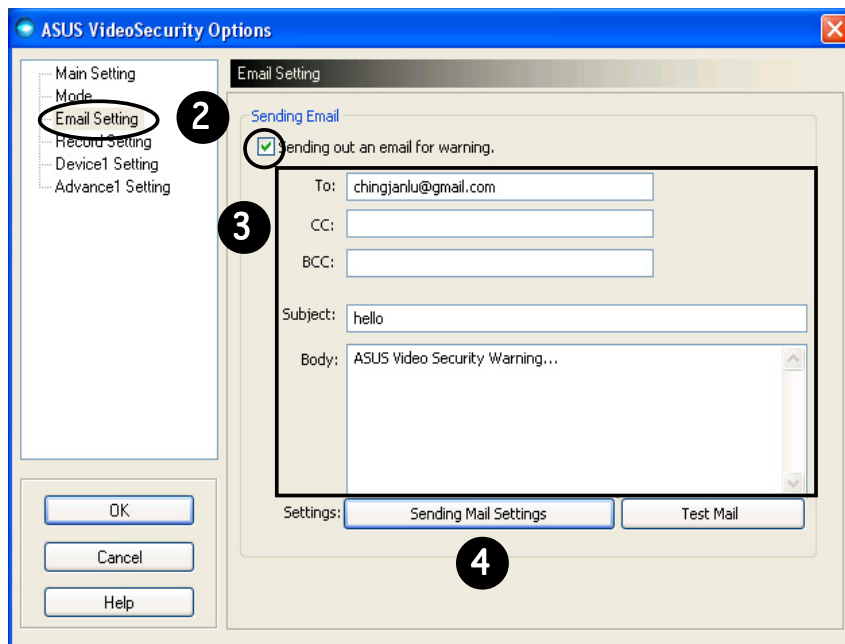 ASUS VideoSecurity Options
Main Setting
Mode
Email Setting
Record Setting
Device1 Setting
Advance1 Setting
2
OK
Cancel
Help
Email Setting
Sending Email
Sending out an email for warning.
3
To: chingjanlu@gmail.com
CC:
BCC:
Subject: hello
Body: ASUS Video Security Warning...
Settings: Sending Mail Settings Test Mail
4